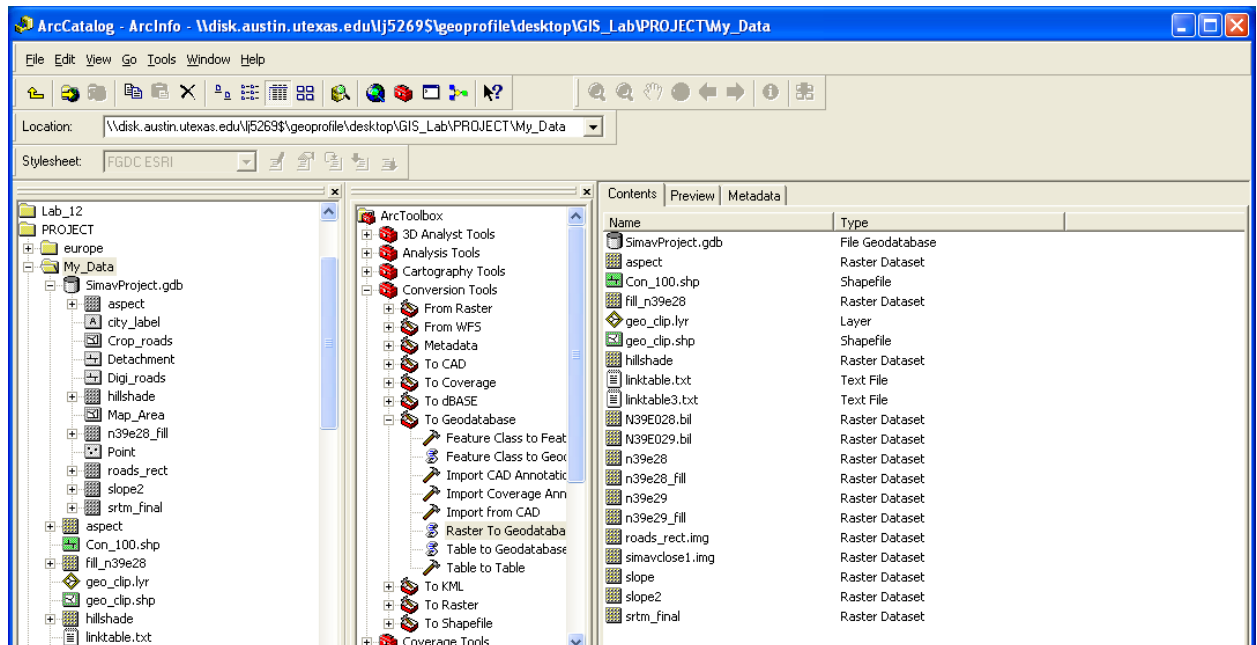 ArcCatalog - ArcInfo - \\disk.austin.utexas.edu\lj5269$\geoprofile\desktop\GIS_Lab\PROJECT\My_Data
File Edit View Go Tools Window Help
Location: \\disk.austin.utexas.edu\lj5269$\geoprofile\desktop\GIS_Lab\PROJECT\My_Data
Stylesheet: FGDC ESRI
Lab_12
PROJECT
europe
My_Data
SimavProject.gdb
aspect
A city_label
Crop_roads
Detachment
Digi_roads
hillshade
Map_Area
n39e28_fill
Point
roads_rect
slope2
srtm_final
aspect
Con_100.shp
fill_n39e28
geo_clip.lyr
geo_clip.shp
hillshade
linktable.txt
ArcToolbox
3D Analyst Tools
Analysis Tools
Cartography Tools
Conversion Tools
From Raster
From WFS
Metadata
To CAD
To Coverage
To dBASE
To Geodatabase
Feature Class to Feat
Feature Class to Geo
Import CAD Annotatic
Import Coverage Ann
Import from CAD
Raster To Geodataba
Table to Geodatabase
Table to Table
To KML
To Raster
To Shapefile
Coverage Tools
Contents Preview Metadata
Name Type
SimavProject.gdb File Geodatabase
aspect Raster Dataset
Con_100.shp Shapefile
fill_n39e28 Raster Dataset
geo_clip.lyr Layer
geo_clip.shp Shapefile
hillshade Raster Dataset
linktable.txt Text File
linktable3.txt Text File
N39E028.bil Raster Dataset
N39E029.bil Raster Dataset
n39e28 Raster Dataset
n39e28_fill Raster Dataset
n39e29 Raster Dataset
n39e29_fill Raster Dataset
roads_rect.img Raster Dataset
simavclose1.img Raster Dataset
slope Raster Dataset
slope2 Raster Dataset
srtm_final Raster Dataset